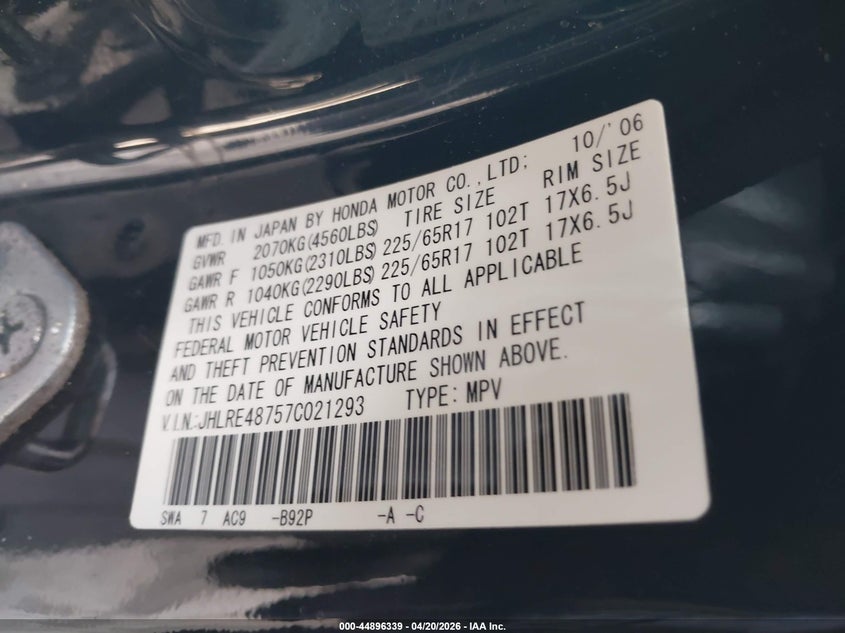 MFD. IN JAPAN BY HONDA MOTOR CO., LTD; 10/'06
GVWR 2070KG(4560LBS) TIRE SIZE RIM SIZE
GAWR F 1050KG(2310LBS) 225/65R17 102T 17X6.5J
GAWR R 1040KG(2290LBS) 225/65R17 102T 17X6.5J
THIS VEHICLE CONFORMS TO ALL APPLICABLE
FEDERAL MOTOR VEHICLE SAFETY
AND THEFT PREVENTION STANDARDS IN EFFECT
ON THE DATE OF MANUFACTURE SHOWN ABOVE.
V.I.N.:JHLRE48757C021293 TYPE: MPV
SWA 7 AC9 -B92P -A -C
000-44896339 - 04/20/2026 - IAA Inc.